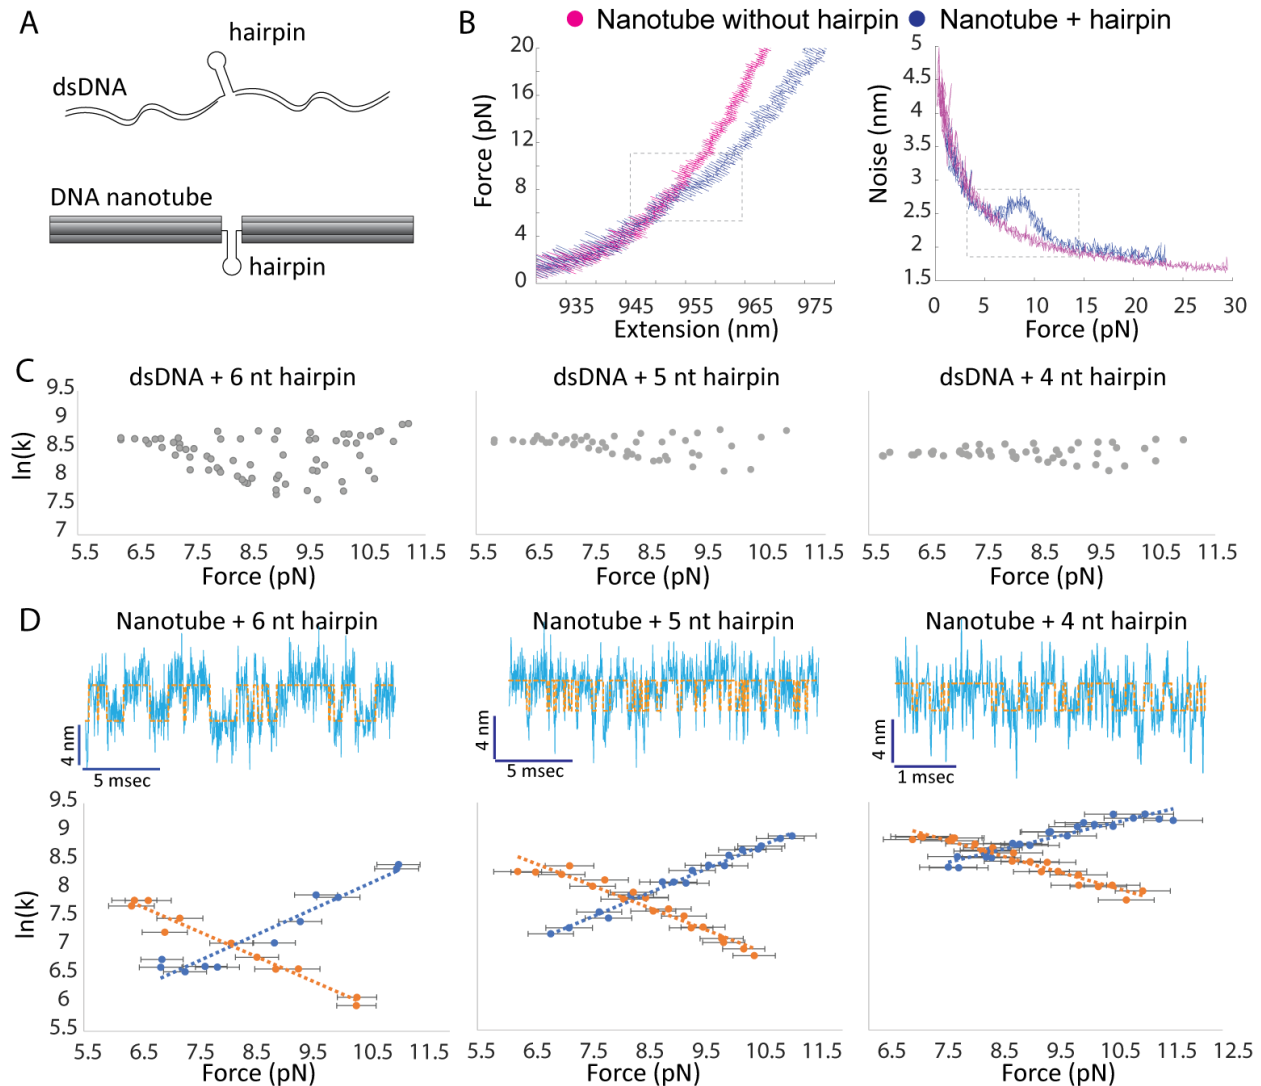 A
hairpin
dsDNA
DNA nanotube
hairpin
B
Nanotube without hairpin Nanotube + hairpin
Force (pN)
20
16
12
8
4
0
935 945 955 965 975
Extension (nm)
Noise (nm)
5
4.5
4
3.5
3
2.5
2
1.5
0 5 10 15 20 25 30
Force (pN)
C
dsDNA + 6 nt hairpin
dsDNA + 5 nt hairpin
dsDNA + 4 nt hairpin
ln(k)
9.5
9
8.5
8
7.5
7
5.5 6.5 7.5 8.5 9.5 10.5 11.5
Force (pN)
5.5 6.5 7.5 8.5 9.5 10.5 11.5
Force (pN)
5.5 6.5 7.5 8.5 9.5 10.5 11.5
Force (pN)
D
Nanotube + 6 nt hairpin
4 nm
5 msec
Nanotube + 5 nt hairpin
4 nm
5 msec
Nanotube + 4 nt hairpin
4 nm
1 msec
ln(k)
9.5
9
8.5
8
7.5
7
6.5
6
5.5
5.5 6.5 7.5 8.5 9.5 10.5 11.5
Force (pN)
5.5 6.5 7.5 8.5 9.5 10.5 11.5
Force (pN)
6.5 7.5 8.5 9.5 10.5 11.5 12.5
Force (pN)